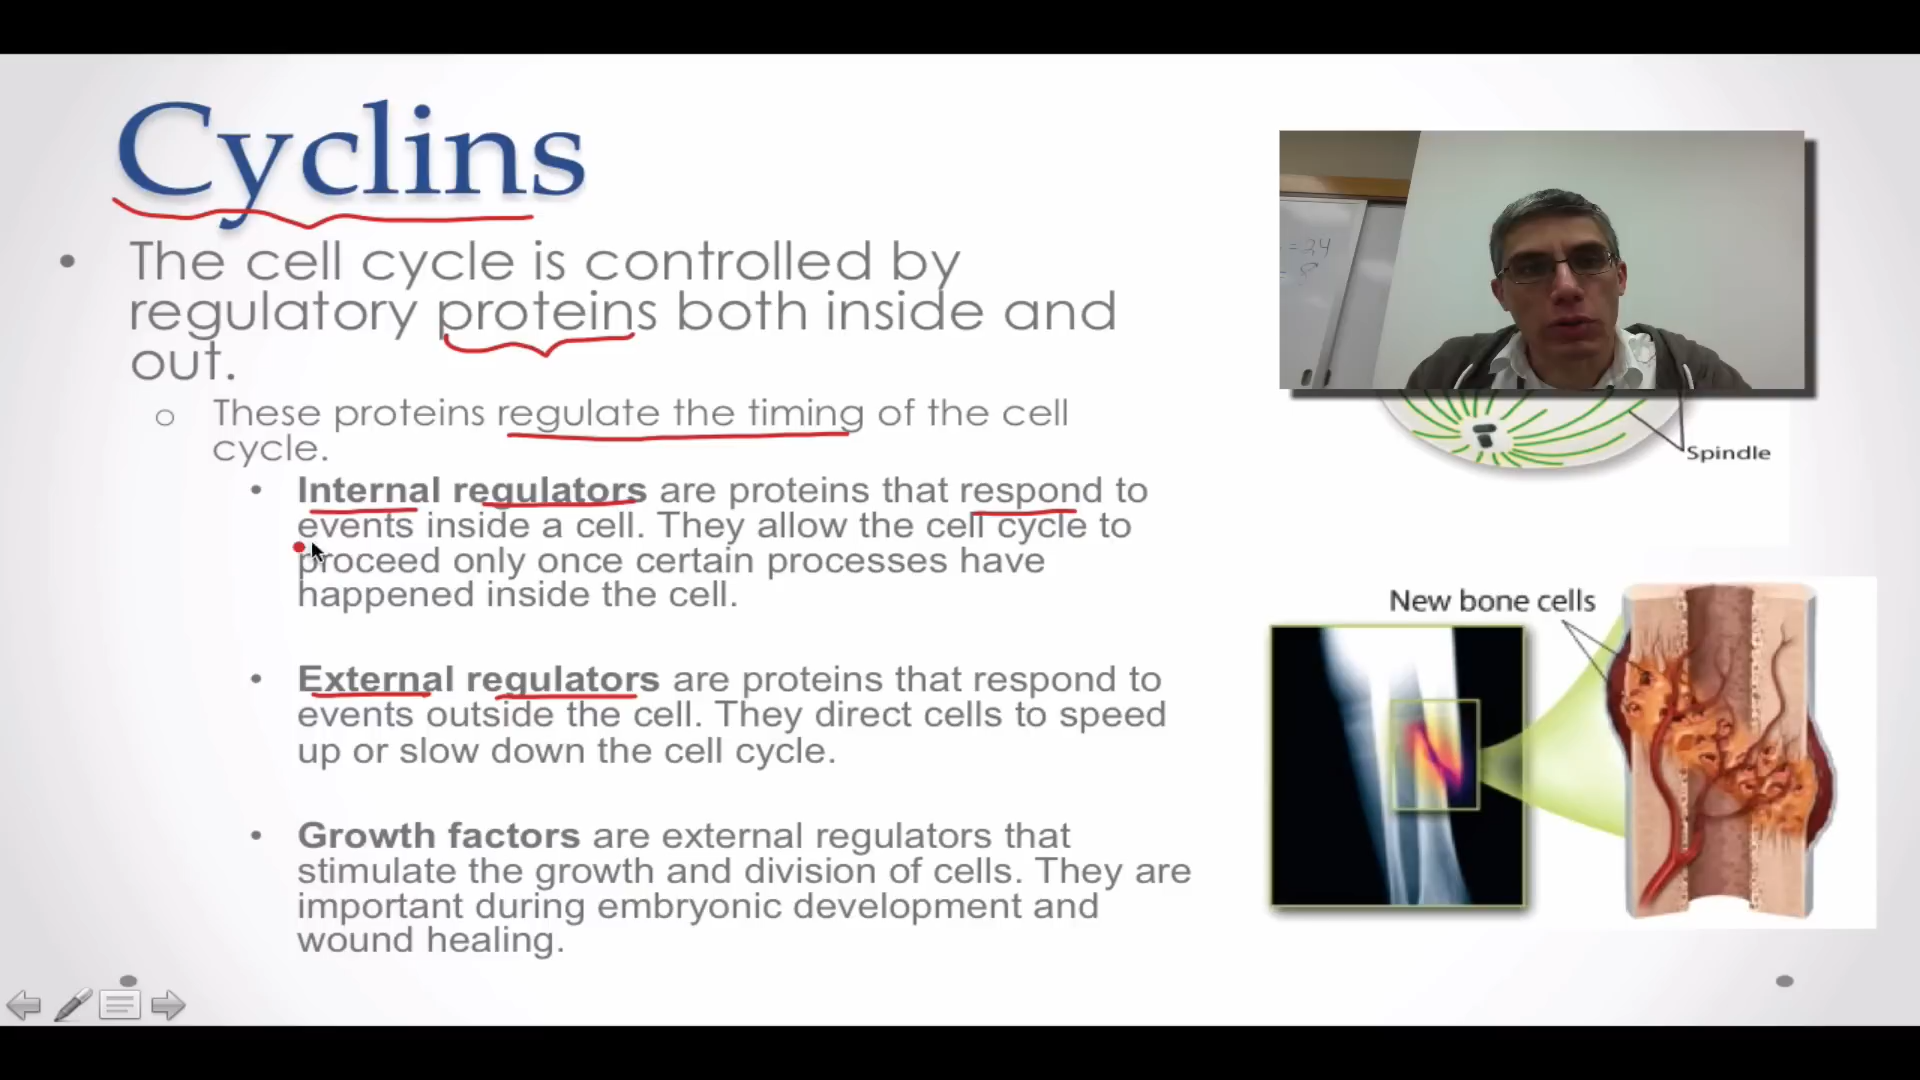 Cyclins
• The cell cycle is controlled by
regulatory proteins both inside and
out.
o These proteins regulate the timing of the cell
cycle.
• Internal regulators are proteins that respond to
events inside a cell. They allow the cell cycle to
proceed only once certain processes have
happened inside the cell.
• External regulators are proteins that respond to
events outside the cell. They direct cells to speed
up or slow down the cell cycle.
• Growth factors are external regulators that
stimulate the growth and division of cells. They are
important during embryonic development and
wound healing.
= 24
= 8
Spindle
New bone cells